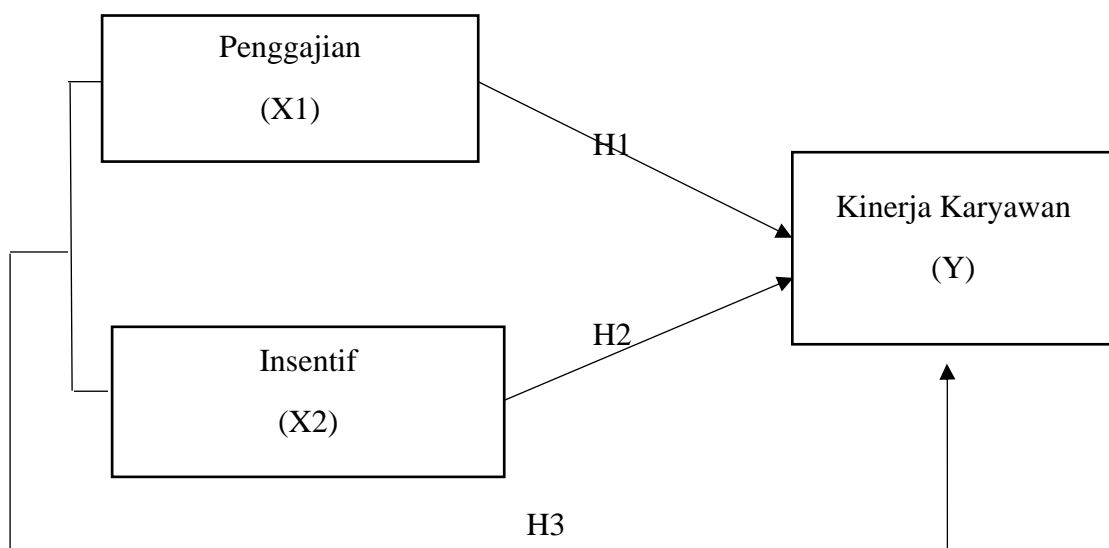 Penggajian
(X1)
H1
Kinerja Karyawan
(Y)
Insentif
(X2)
H2
H3